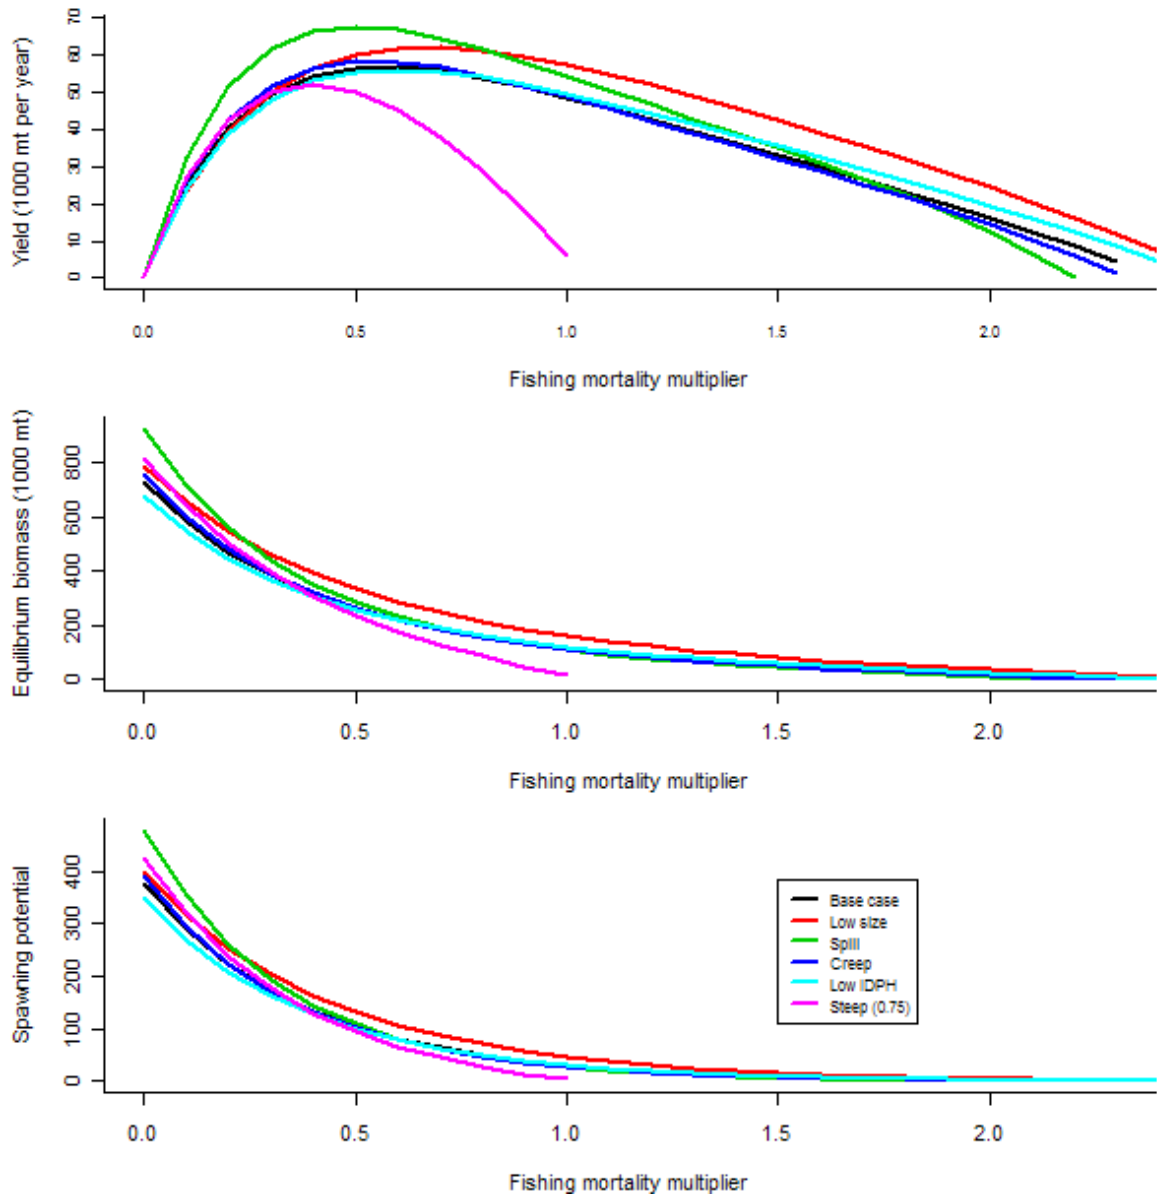 Yield (1000 mt per year)
70
60
50
40
30
20
10
0
0.0 0.5 1.0 1.5 2.0
Fishing mortality multiplier
Equilibrium biomass (1000 mt)
800
600
400
200
0
0.0 0.5 1.0 1.5 2.0
Fishing mortality multiplier
Spawning potential
400
300
200
100
0
Base case
Low size
Splll
Creep
Low IDPH
Steep (0.75)
0.0 0.5 1.0 1.5 2.0
Fishing mortality multiplier